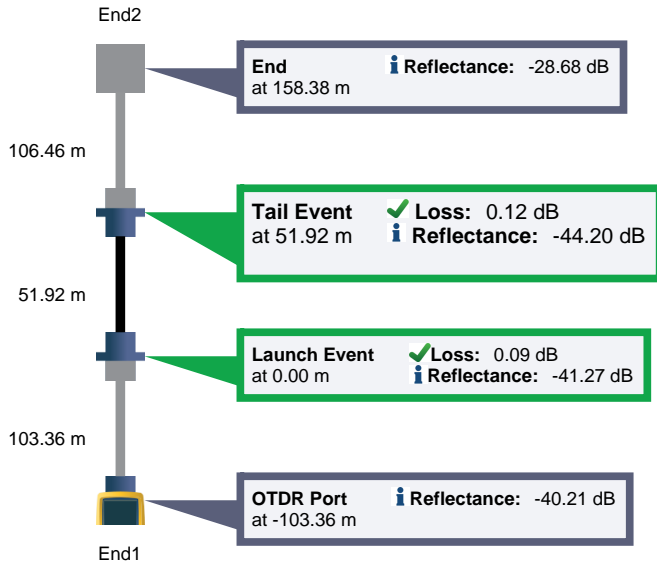 End2
End i Reflectance: -28.68 dB
at 158.38 m
106.46 m
Tail Event Loss: 0.12 dB
at 51.92 m i Reflectance: -44.20 dB
51.92 m
Launch Event Loss: 0.09 dB
at 0.00 m i Reflectance: -41.27 dB
103.36 m
OTDR Port i Reflectance: -40.21 dB
at -103.36 m
End1